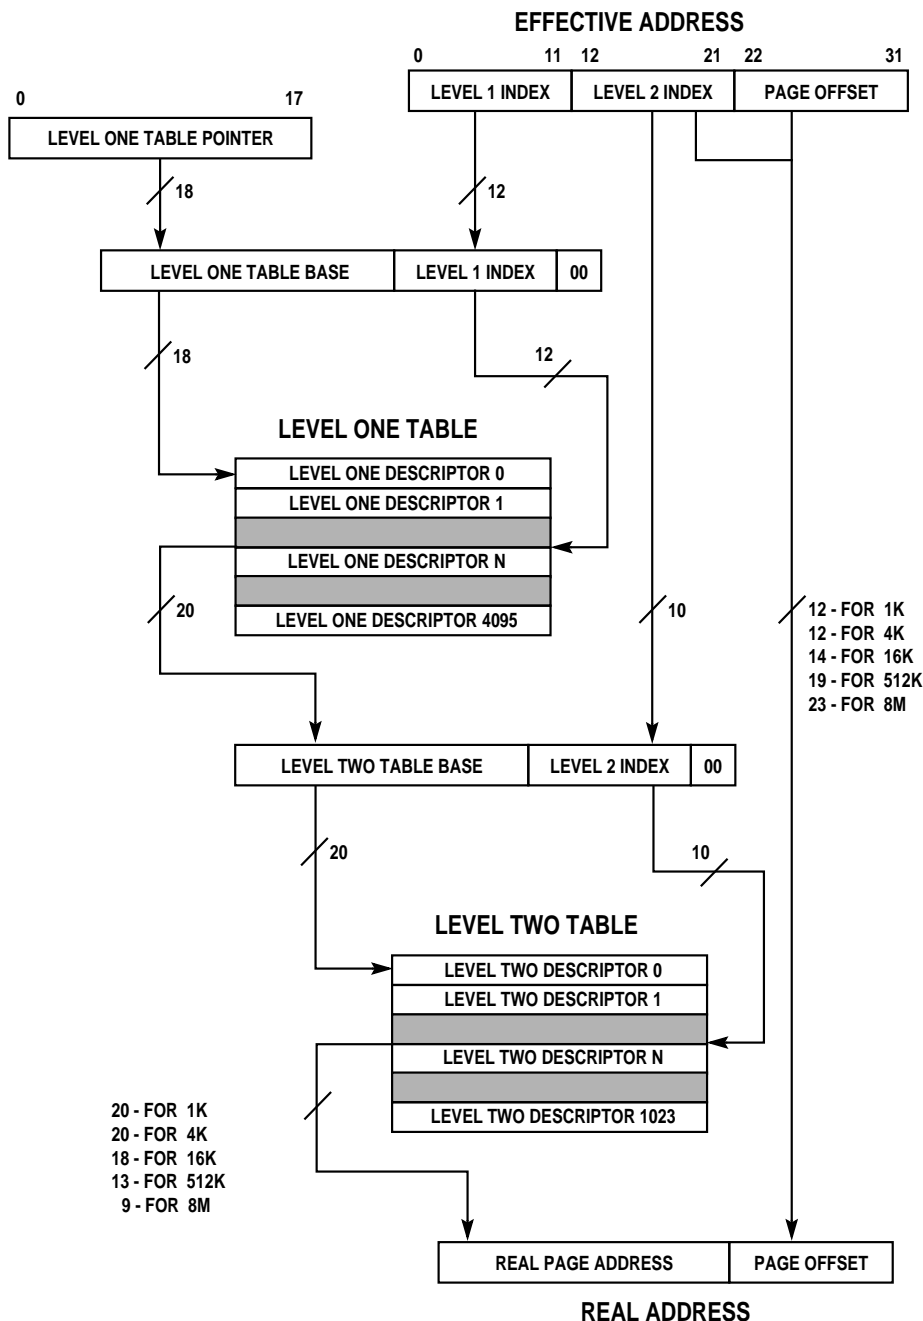 EFFECTIVE ADDRESS
0 11 12 21 22 31
LEVEL 1 INDEX LEVEL 2 INDEX PAGE OFFSET
0 17
LEVEL ONE TABLE POINTER
18 12
LEVEL ONE TABLE BASE LEVEL 1 INDEX 00
18 12
LEVEL ONE TABLE
LEVEL ONE DESCRIPTOR 0
LEVEL ONE DESCRIPTOR 1
LEVEL ONE DESCRIPTOR N
LEVEL ONE DESCRIPTOR 4095
20 10
12 - FOR 1K
12 - FOR 4K
14 - FOR 16K
19 - FOR 512K
23 - FOR 8M
LEVEL TWO TABLE BASE LEVEL 2 INDEX 00
20 10
LEVEL TWO TABLE
LEVEL TWO DESCRIPTOR 0
LEVEL TWO DESCRIPTOR 1
LEVEL TWO DESCRIPTOR N
LEVEL TWO DESCRIPTOR 1023
20 - FOR 1K
20 - FOR 4K
18 - FOR 16K
13 - FOR 512K
9 - FOR 8M
REAL PAGE ADDRESS PAGE OFFSET
REAL ADDRESS